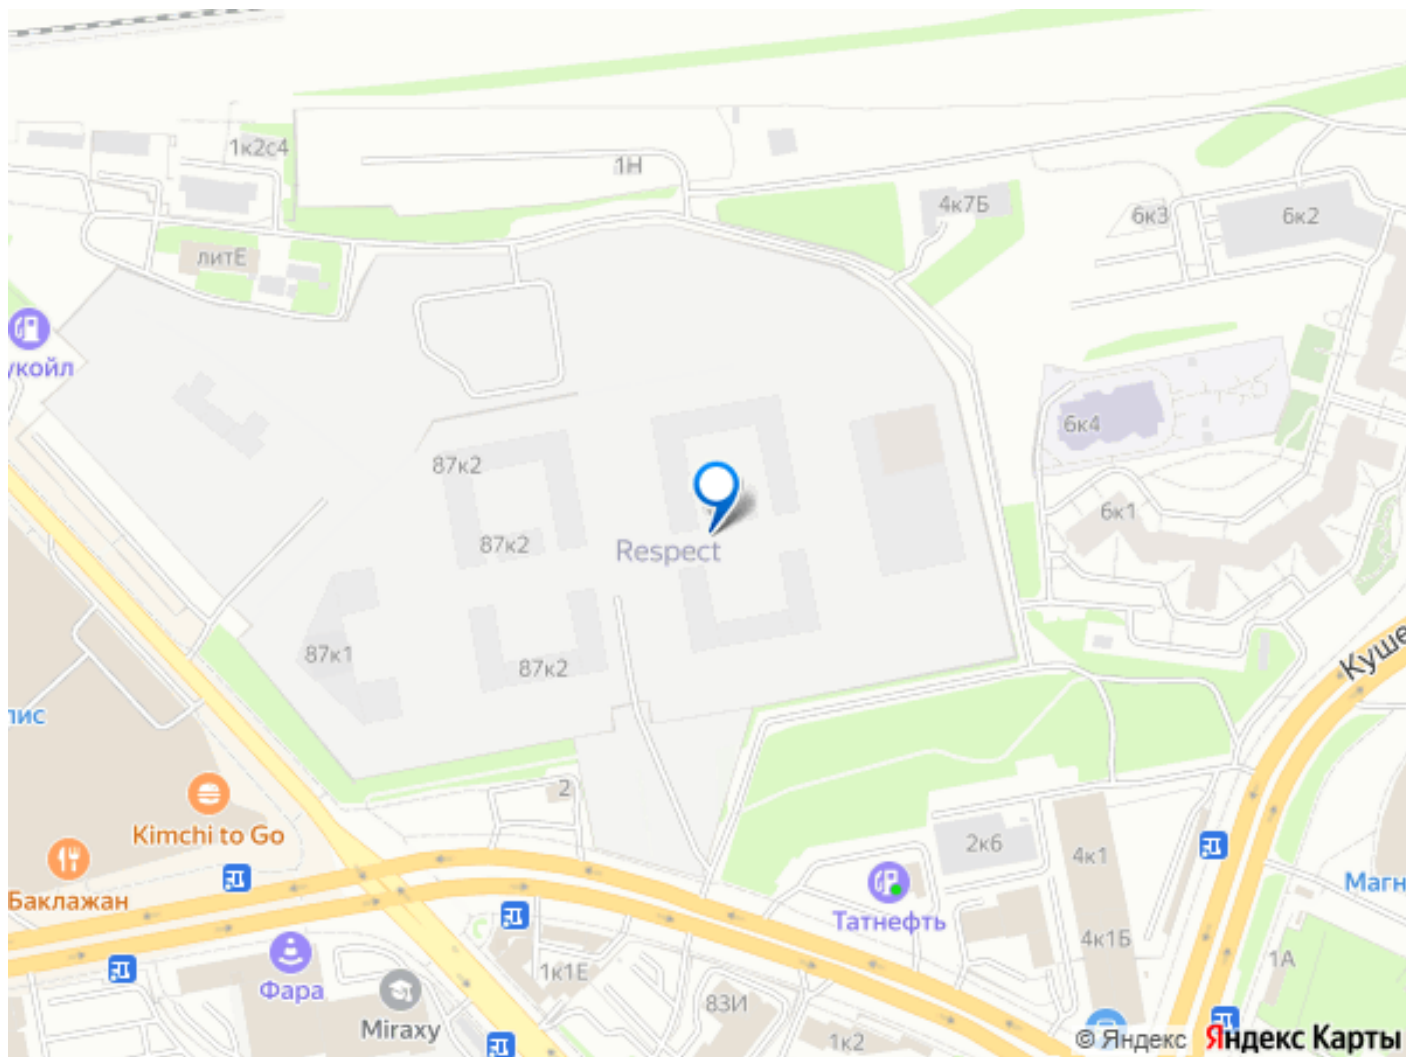 1к2с4
1Н
4к7Б
6к3
6к2
литЕ
укойл
6к4
87к2
6к1
87к2
Respect
87к1
87к2
Куше
лис
2
Kimchi to Go
2к6
4к1
Баклажан
Магн
Татнефть
4к1Б
Фара
1к1Е
1А
83И
Miraxy
1к2
© Яндекс Яндекс Карты